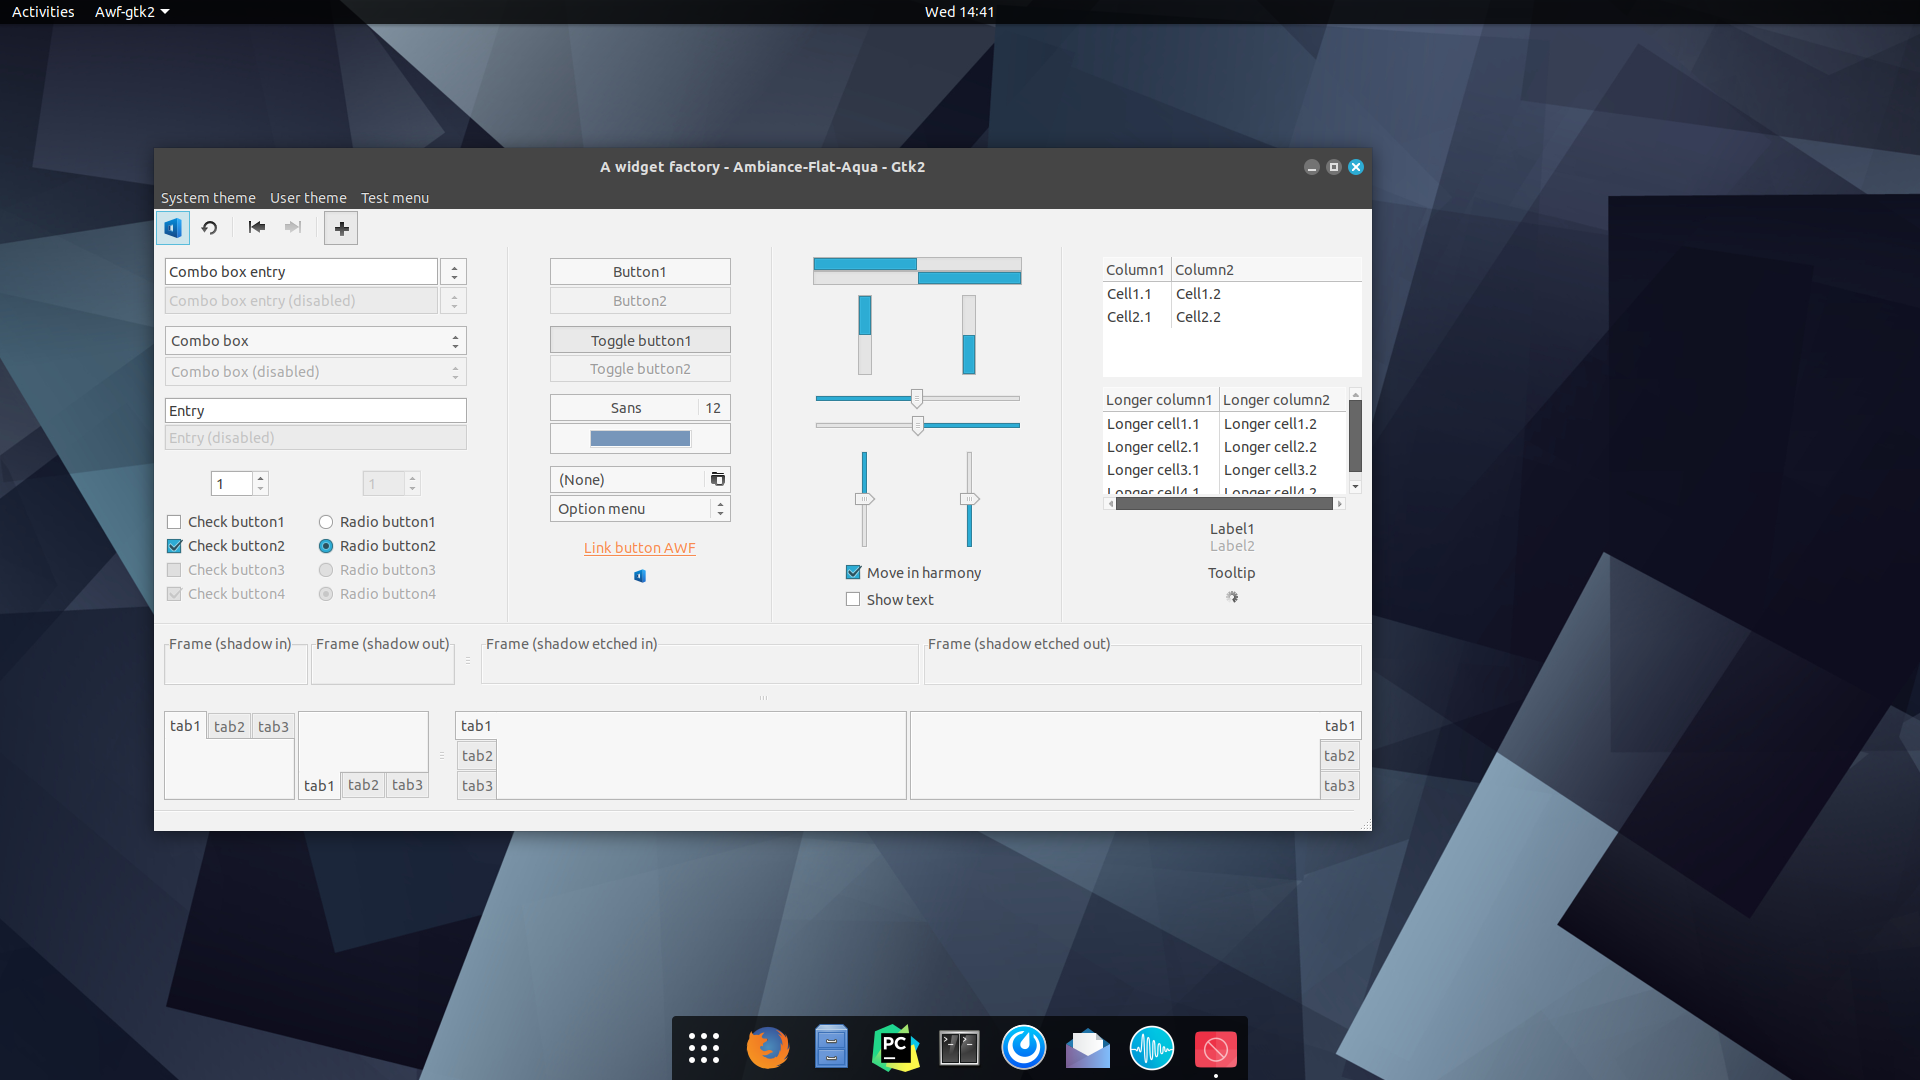 Activities Awf-gtk2 Wed 14:41
A widget factory - Ambiance-Flat-Aqua - Gtk2
System theme User theme Test menu
Combo box entry
Combo box entry (disabled)
Combo box
Combo box (disabled)
Entry
Entry (disabled)
1 1
Check button1 Radio button1
Check button2 Radio button2
Check button3 Radio button3
Check button4 Radio button4
Button1
Button2
Toggle button1
Toggle button2
Sans 12
(None)
Option menu
Link button AWF
Move in harmony
Show text
Column1 Column2
Cell1.1 Cell1.2
Cell2.1 Cell2.2
Longer column1 Longer column2
Longer cell1.1 Longer cell1.2
Longer cell2.1 Longer cell2.2
Longer cell3.1 Longer cell3.2
Longer cell4.1 Longer cell4.2
Label1
Label2
Tooltip
Frame (shadow in) Frame (shadow out) Frame (shadow etched in) Frame (shadow etched out)
tab1 tab2 tab3
tab1 tab2 tab3
tab1
tab2
tab3
tab1
tab2
tab3
PC